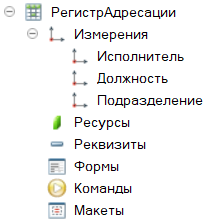 РегистрАдресации
Измерения
Исполнитель
Должность
Подразделение
Ресурсы
Реквизиты
Формы
Команды
Макеты